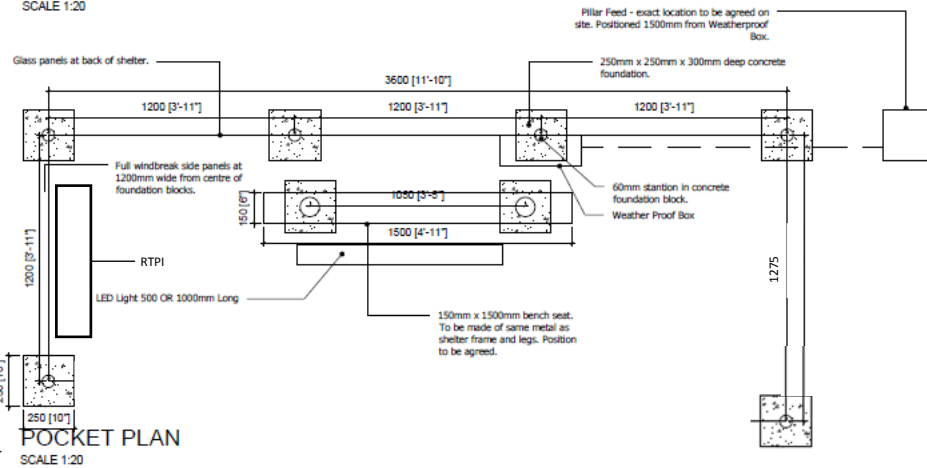 SCALE 1:20
Pillar Feed - exact location to be agreed on
site. Positioned 1500mm from Weatherproof
Box.
Glass panels at back of shelter.
250mm x 250mm x 300mm deep concrete
foundation.
3600 [11'-10"]
1200 [3'-11"]
1200 [3'-11"]
1200 [3'-11"]
Full windbreak side panels at
1200mm wide from centre of
foundation blocks.
60mm stantion in concrete
foundation block.
Weather Proof Box
150 [6"]
1500 [4'-11"]
1200 [3'-11"]
RTPI
1275
LED Light 500 OR 1000mm Long
150mm x 1500mm bench seat.
To be made of same metal as
shelter frame and legs. Position
to be agreed.
250 [10"]
POCKET PLAN
SCALE 1:20